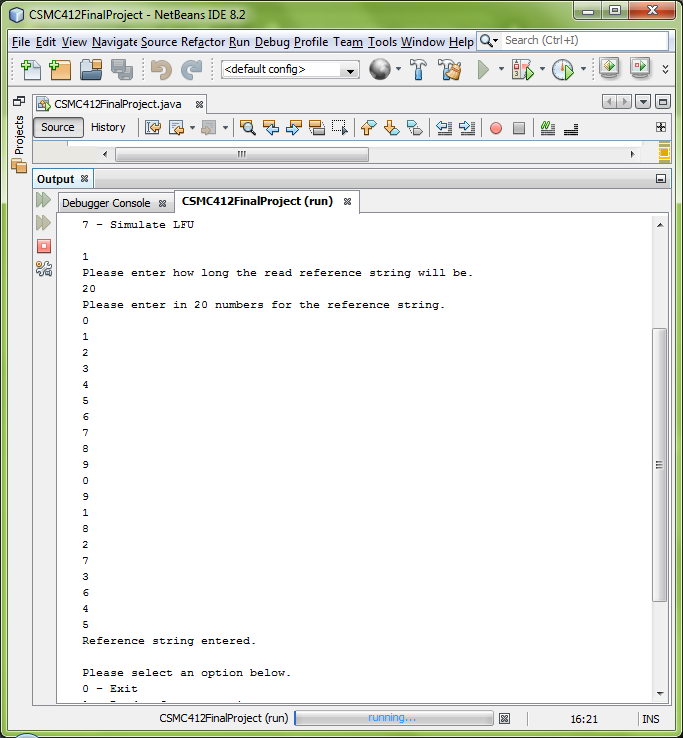 CSMC412FinalProject - NetBeans IDE 8.2
File Edit View Navigate Source Refactor Run Debug Profile Team Tools Window Help Search (Ctrl+I)
<default config>
CSMC412FinalProject.java
Projects
Source History
Output
Debugger Console CSMC412FinalProject (run)
7 - Simulate LFU
1
Please enter how long the read reference string will be.
20
Please enter in 20 numbers for the reference string.
0
1
2
3
4
5
6
7
8
9
0
9
1
8
2
7
3
6
4
5
Reference string entered.
Please select an option below.
0 - Exit
CSMC412FinalProject (run) running... 16:21 INS